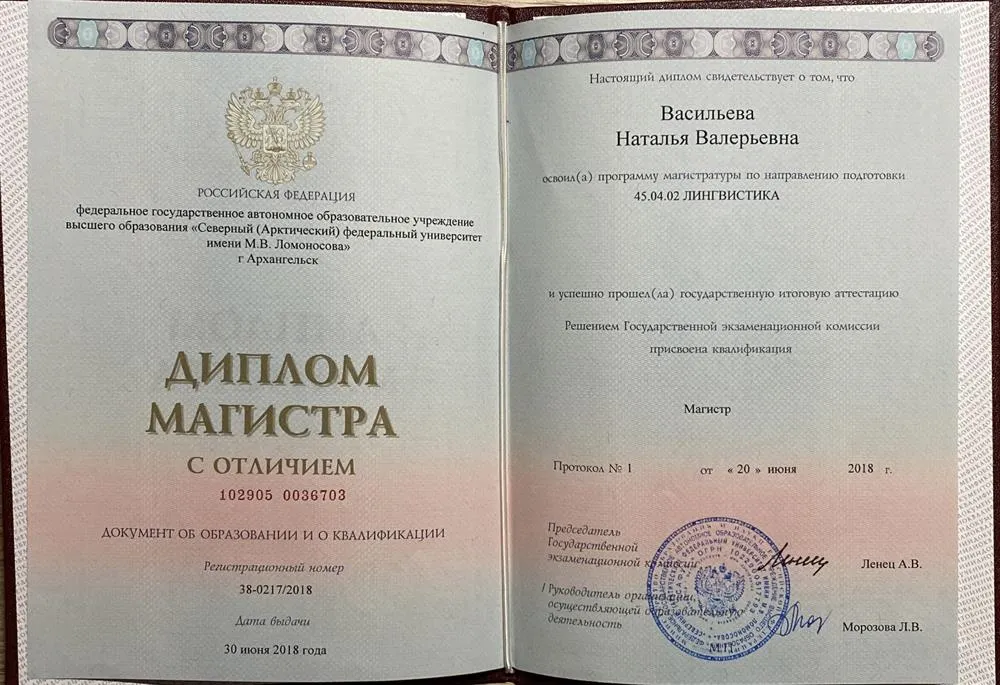 РОССИЙСКАЯ ФЕДЕРАЦИЯ
федеральное государственное автономное образовательное учреждение
высшего образования «Северный (Арктический) федеральный университет
имени М.В. Ломоносова»
г Архангельск
ДИПЛОМ
МАГИСТРА
С ОТЛИЧИЕМ
102905 0036703
ДОКУМЕНТ ОБ ОБРАЗОВАНИИ И О КВАЛИФИКАЦИИ
Регистрационный номер
38-0217/2018
Дата выдачи
30 июня 2018 года
Настоящий диплом свидетельствует о том, что
Васильева
Наталья Валерьевна
освоил(а) программу магистратуры по направлению подготовки
45.04.02 ЛИНГВИСТИКА
и успешно прошел(ла) государственную итоговую аттестацию
Решением Государственной экзаменационной комиссии
присвоена квалификация
Магистр
Протокол № 1 от « 20 » июня 2018 г.
Председатель
Государственной
экзаменационной комиссии
Ленец А.В.
/ Руководитель организации,
осуществляющей образовательную
деятельность
Морозова Л.В.
М.П.